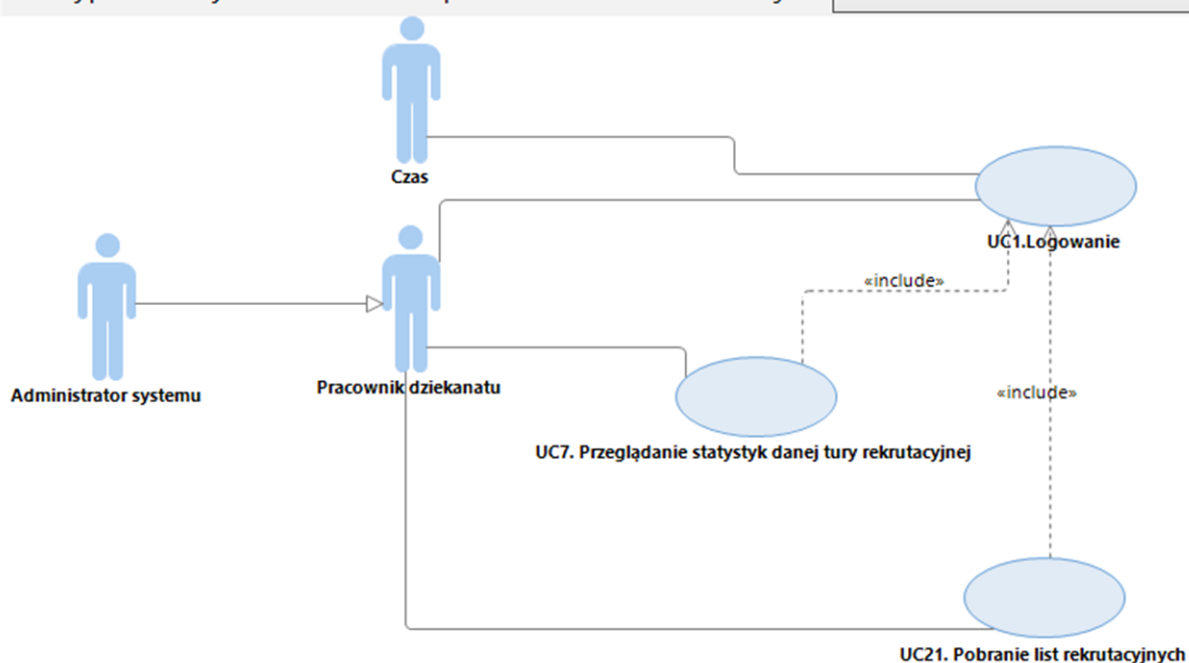 Czas
UC1.Logowanie
«include»
Administrator systemu
Pracownik dziekanatu
«include»
UC7. Przeglądanie statystyk danej tury rekrutacyjnej
UC21. Pobranie list rekrutacyjnych